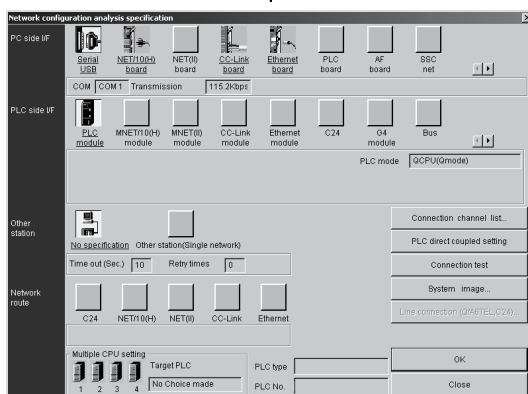 Network configuration analysis specification
PC side I/F
Serial USB
NET/10(H) board
NET(II) board
CC-Link board
Ethernet board
PLC board
AF board
SSC net
COM COM 1 Transmission 115.2Kbps
PLC side I/F
PLC module
MNET/10(H) module
MNET(II) module
CC-Link module
Ethernet module
C24
G4 module
Bus
PLC mode QCPU(Qmode)
Other station
No specification
Other station(Single network)
Time out (Sec.) 10 Retry times 0
Connection channel list...
PLC direct coupled setting
Connection test
System image...
Line connection (Q/A6TEL,C24)...
Network route
C24
NET/10(H)
NET(II)
CC-Link
Ethernet
Multiple CPU setting
1 2 3 4
Target PLC
No Choice made
PLC type
PLC No.
OK
Close